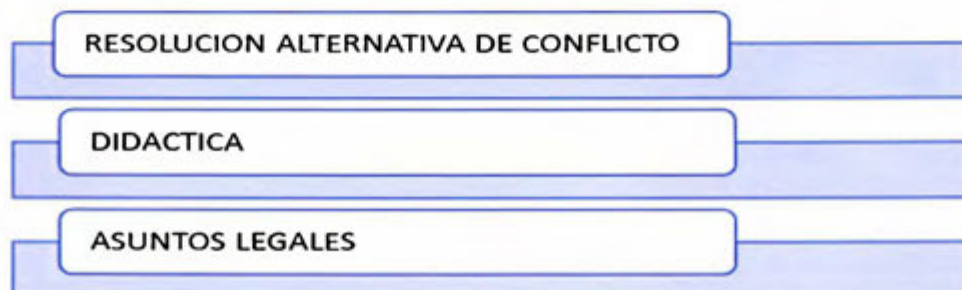 RESOLUCION ALTERNATIVA DE CONFLICTO
DIDACTICA
ASUNTOS LEGALES